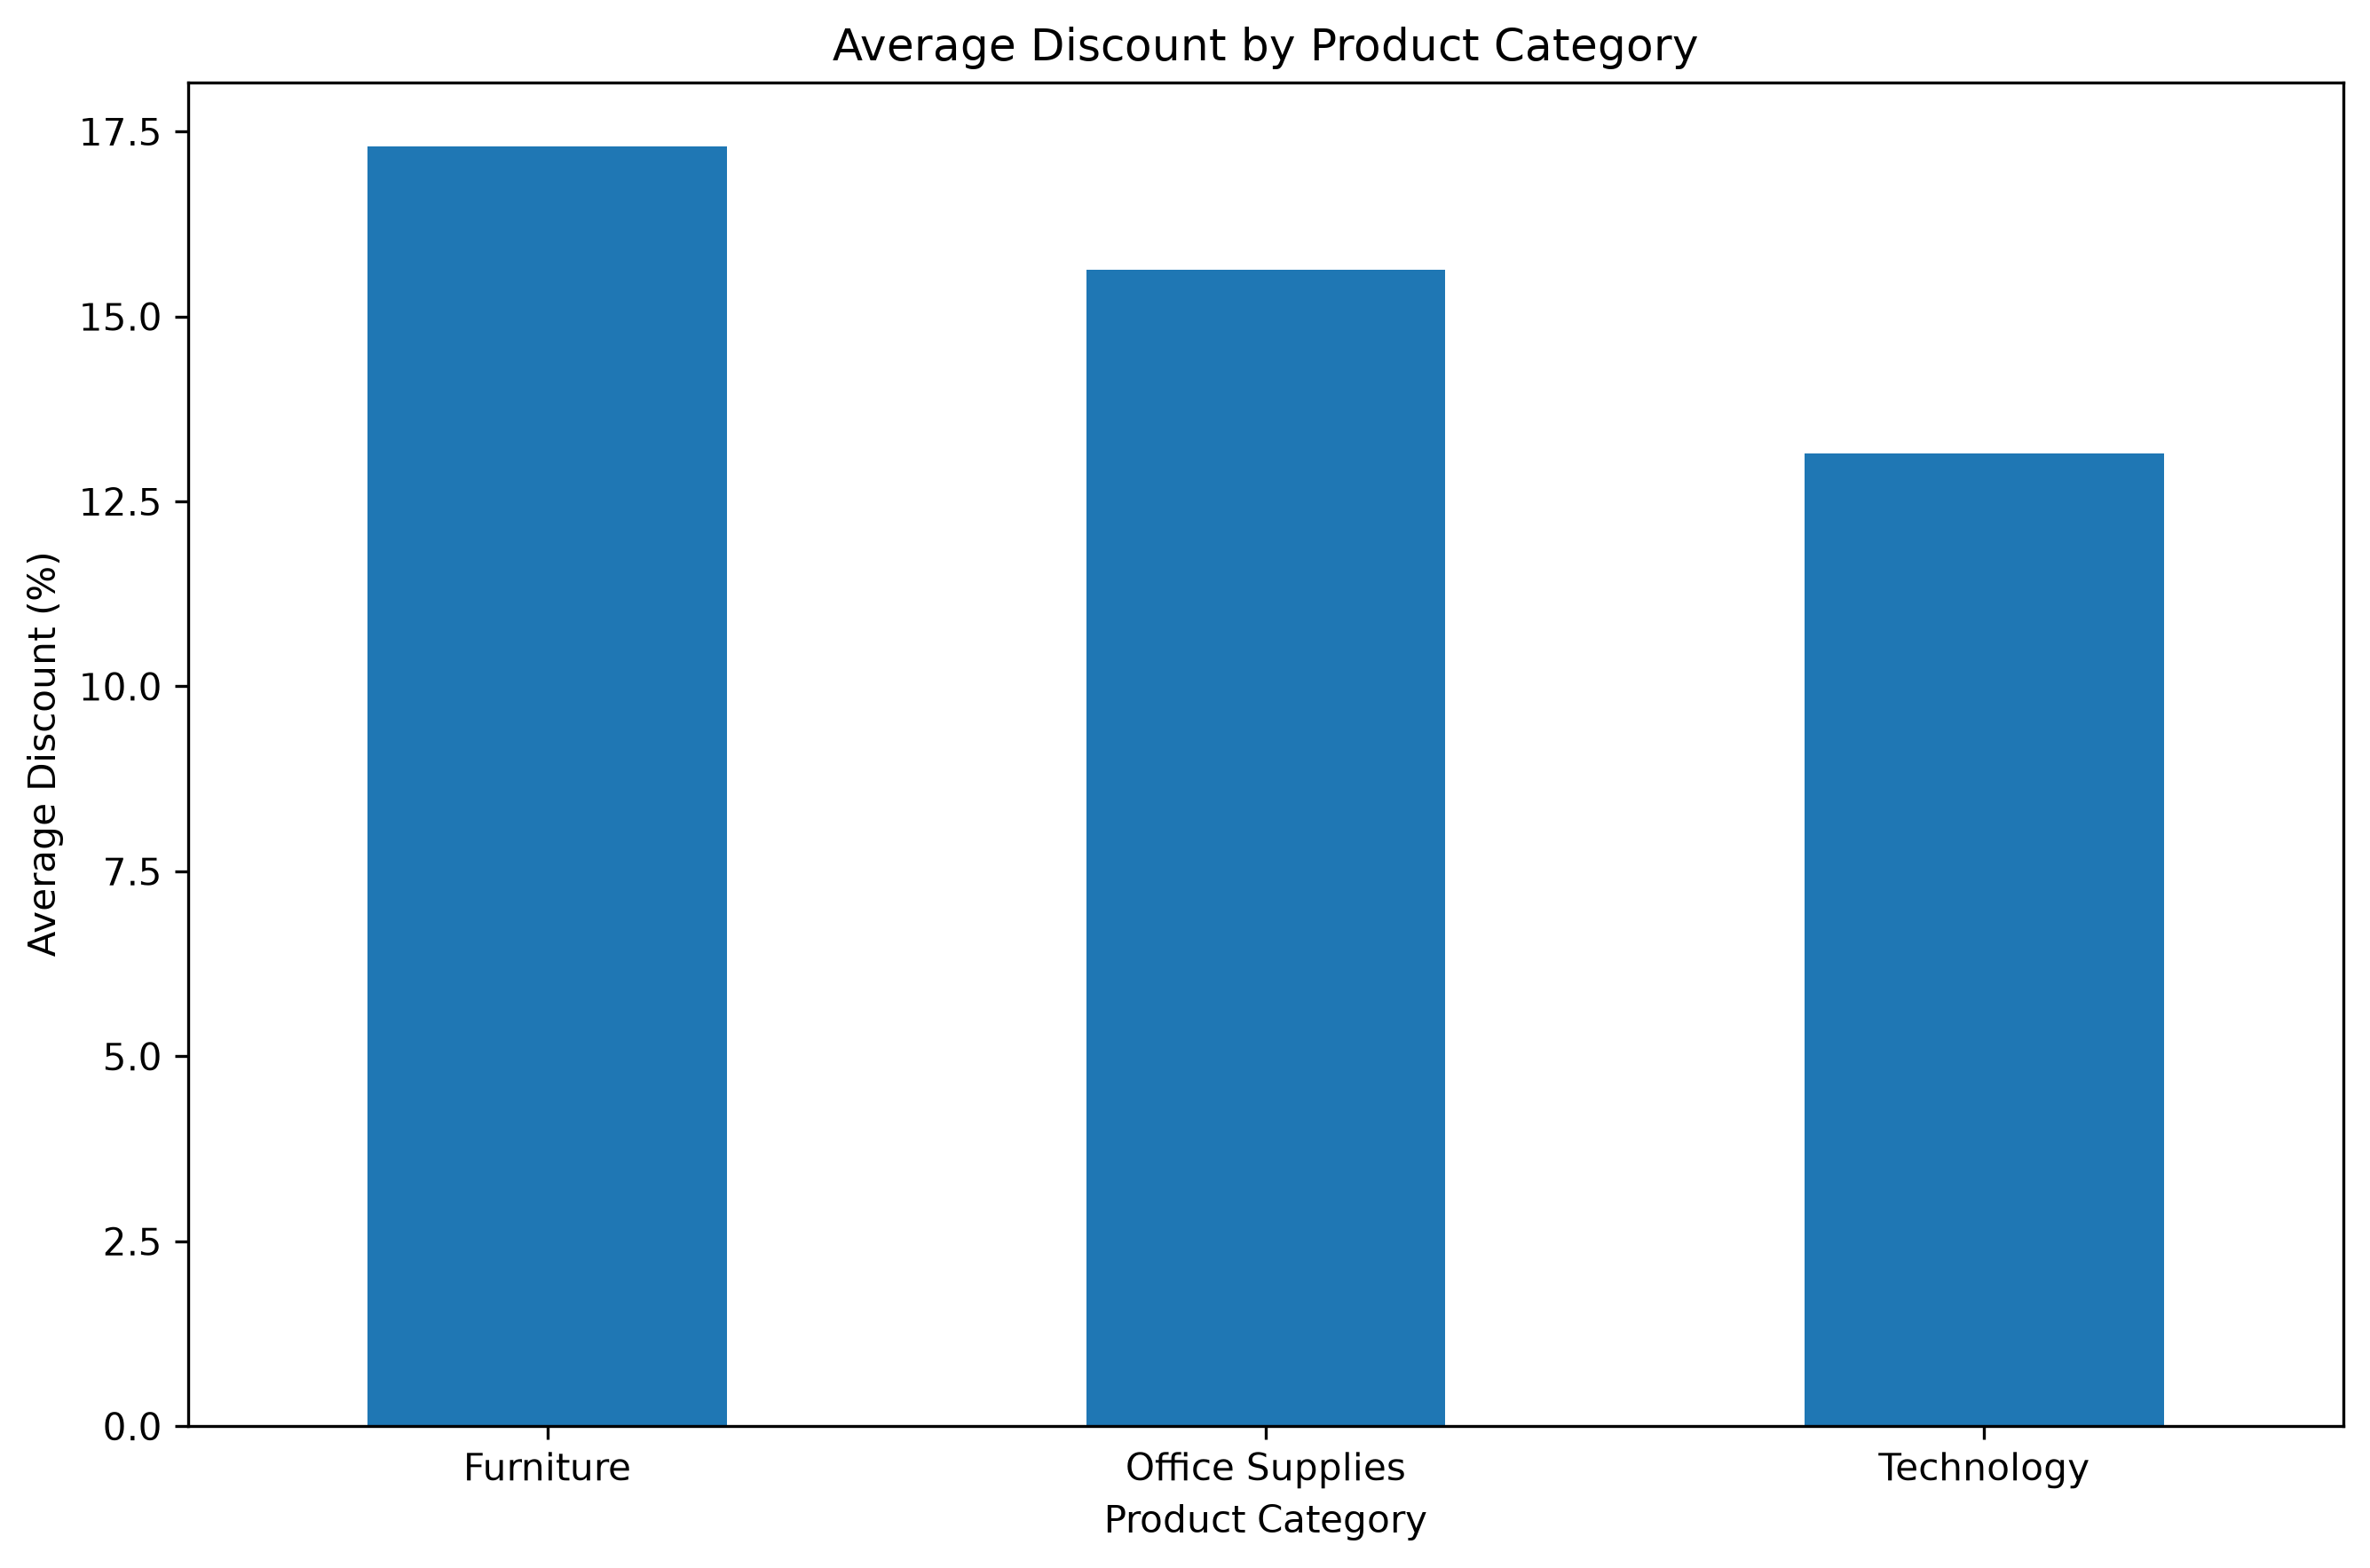 Average Discount by Product Category
Average Discount (%)
17.5
15.0
12.5
10.0
7.5
5.0
2.5
0.0
Furniture
Office Supplies
Technology
Product Category